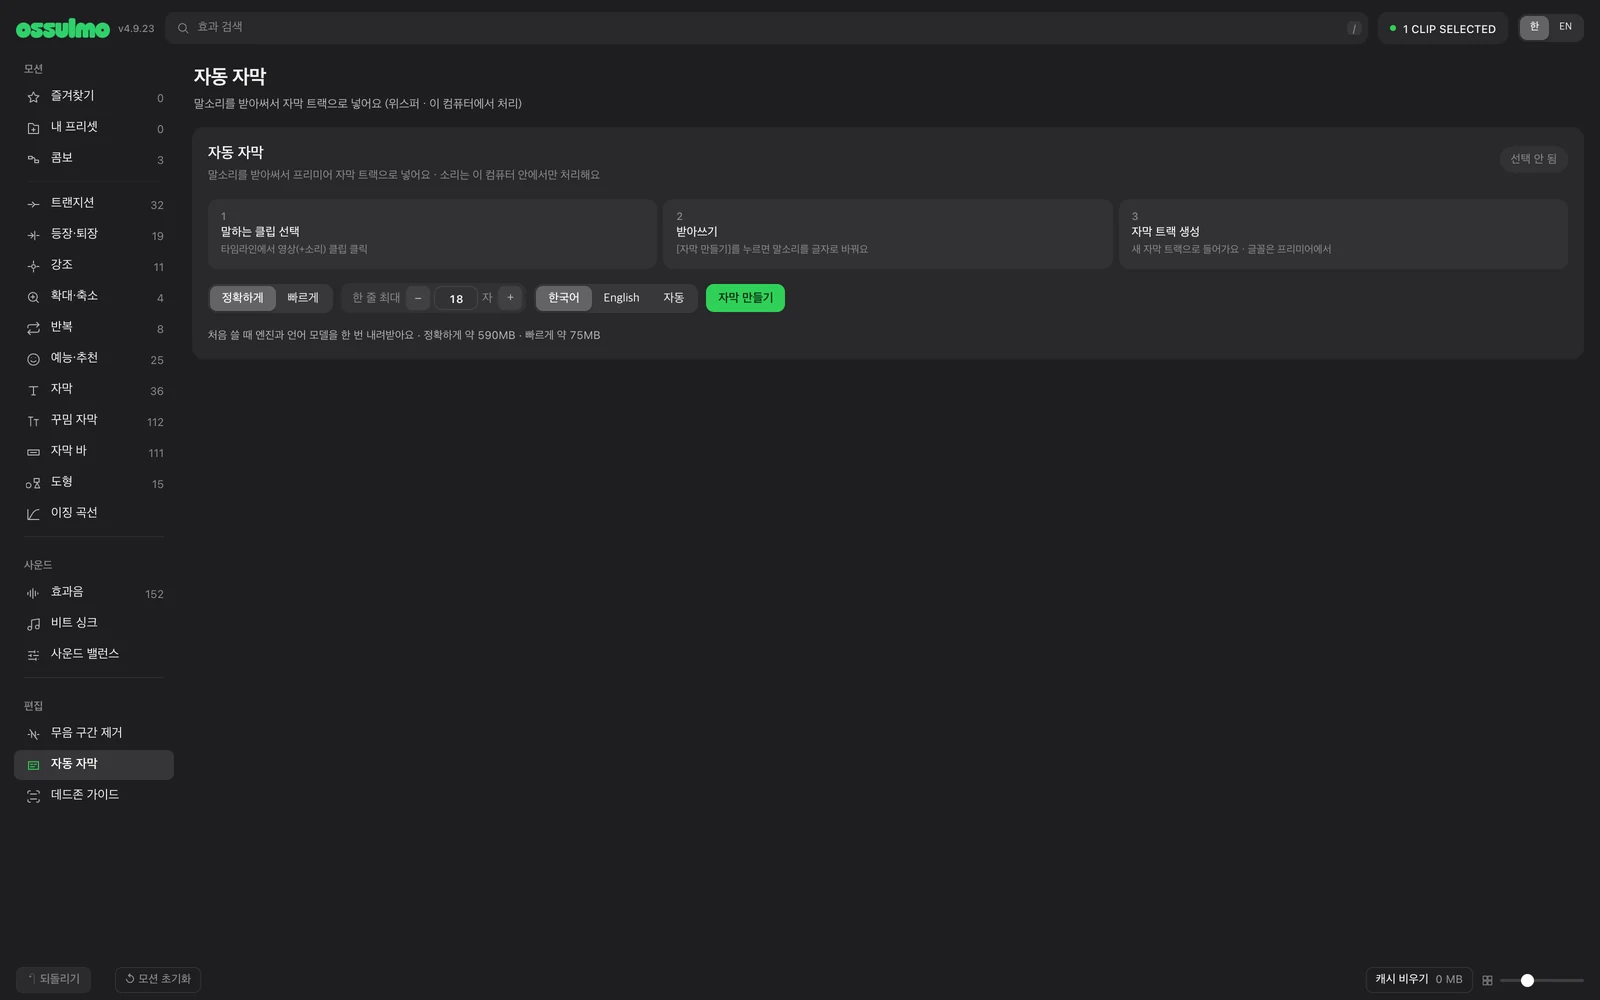 ossulmo v4.9.23
효과 검색
/
1 CLIP SELECTED
한
EN
모션
즐겨찾기 0
내 프리셋 0
콤보 3
트랜지션 32
등장·퇴장 19
강조 11
확대·축소 4
반복 8
예능·추천 25
자막 36
꾸밈 자막 112
자막 바 111
도형 15
이징 곡선
사운드
효과음 152
비트 싱크
사운드 밸런스
편집
무음 구간 제거
자동 자막
데드존 가이드
자동 자막
말소리를 받아써서 자막 트랙으로 넣어요 (위스퍼 · 이 컴퓨터에서 처리)
자동 자막
말소리를 받아써서 프리미어 자막 트랙으로 넣어요 · 소리는 이 컴퓨터 안에서만 처리해요
선택 안 됨
1
말하는 클립 선택
타임라인에서 영상(+소리) 클립 클릭
2
받아쓰기
[자막 만들기]를 누르면 말소리를 글자로 바꿔요
3
자막 트랙 생성
새 자막 트랙으로 들어가요 · 글꼴은 프리미어에서
정확하게 빠르게 한 줄 최대 − 18 자 + 한국어 English 자동 자막 만들기
처음 쓸 때 엔진과 언어 모델을 한 번 내려받아요 · 정확하게 약 590MB · 빠르게 약 75MB
되돌리기
모션 초기화
캐시 비우기 0 MB